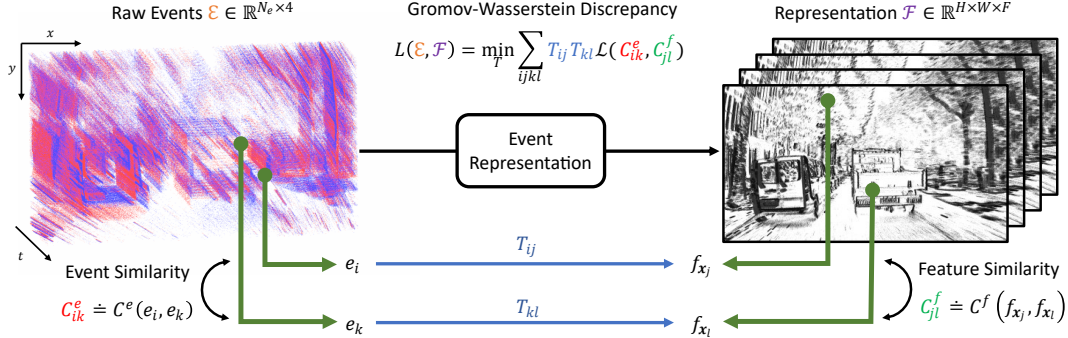 Raw Events ℰ ∈ ℝ^{N_e×4}
Gromov-Wasserstein Discrepancy
Representation ℱ ∈ ℝ^{H×W×F}
L(ℰ, ℱ) = min_T ∑_{ijkl} T_{ij} T_{kl} ℒ(C^e_{ik}, C^f_{jl})
x
y
t
Event
Representation
Event Similarity
C^e_{ik} ≐ C^e(e_i, e_k)
e_i
T_{ij}
f_{x_j}
e_k
T_{kl}
f_{x_l}
Feature Similarity
C^f_{jl} ≐ C^f(f_{x_j}, f_{x_l})